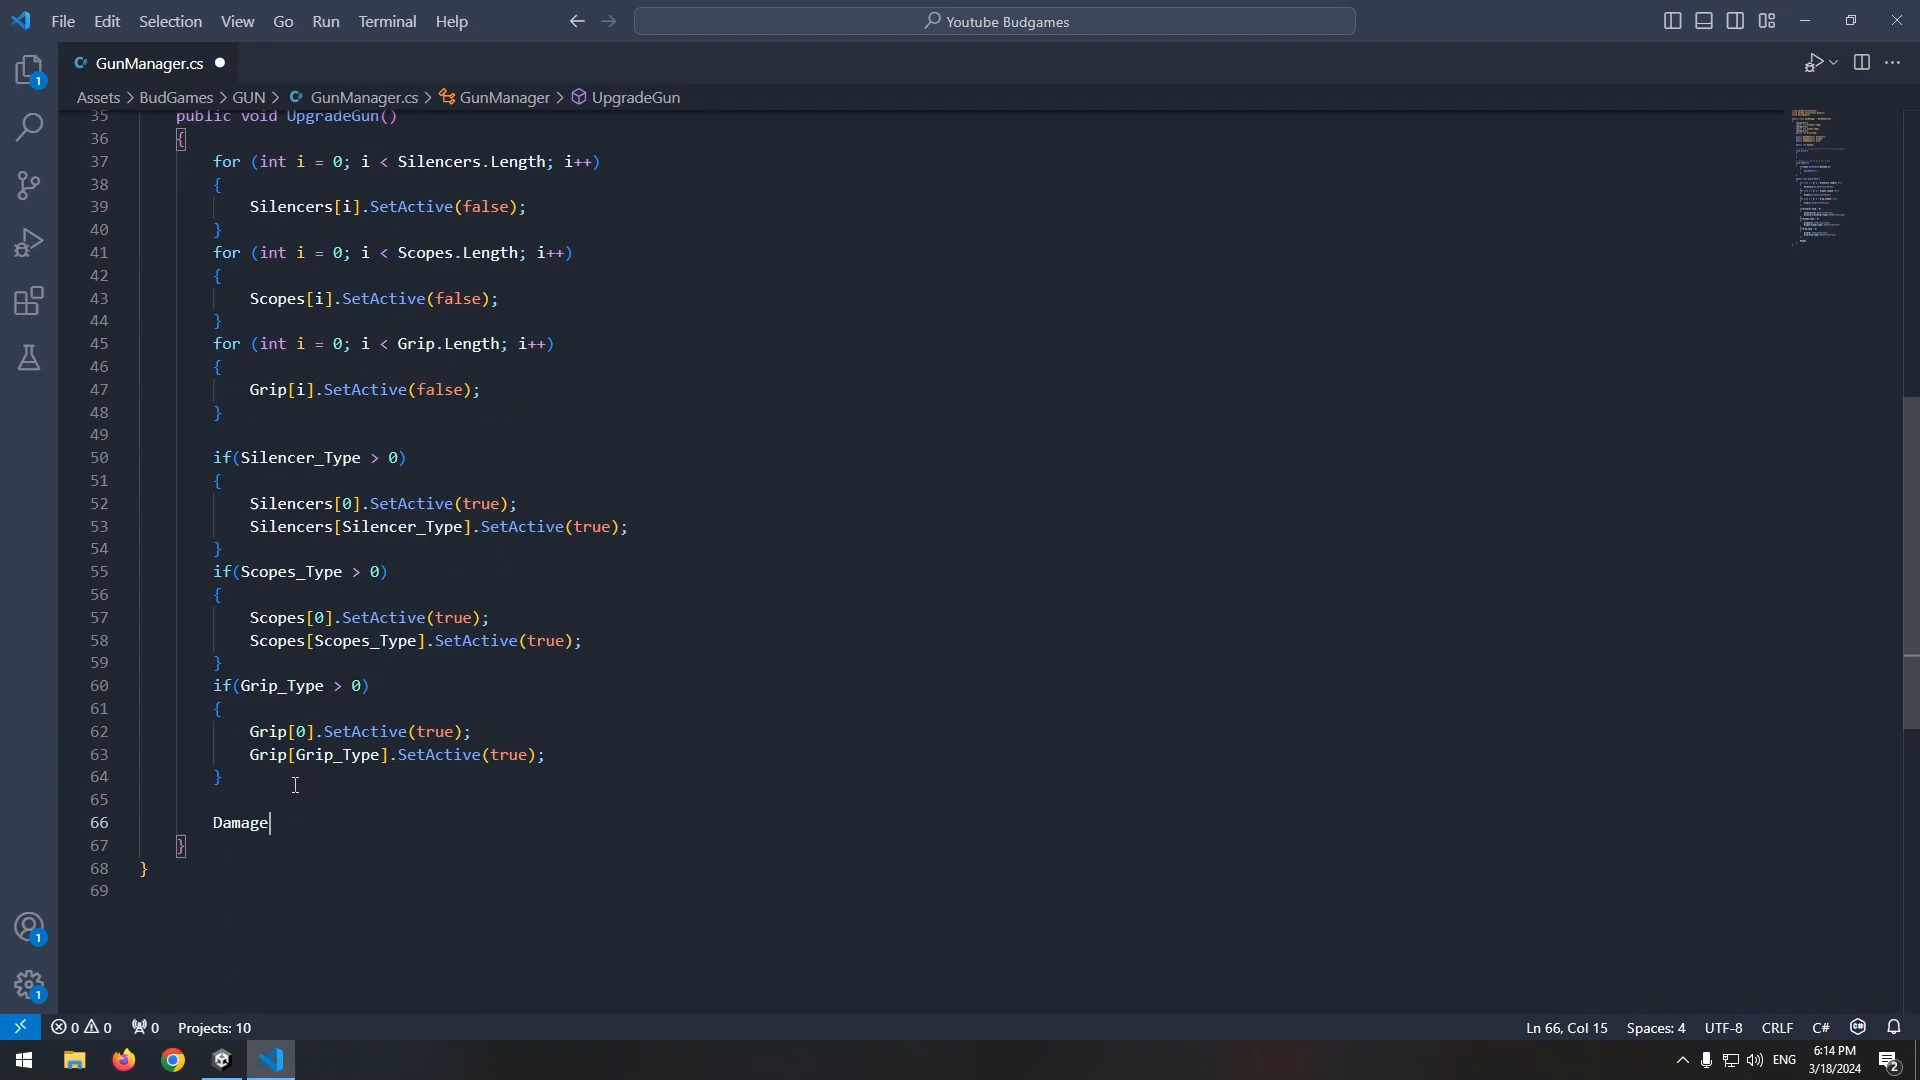 File Edit Selection View Go Run Terminal Help
Youtube Budgames
GunManager.cs
Assets > BudGames > GUN > GunManager.cs > GunManager > UpgradeGun
35 public void UpgradeGun()
36 {
37 for (int i = 0; i < Silencers.Length; i++)
38 {
39 Silencers[i].SetActive(false);
40 }
41 for (int i = 0; i < Scopes.Length; i++)
42 {
43 Scopes[i].SetActive(false);
44 }
45 for (int i = 0; i < Grip.Length; i++)
46 {
47 Grip[i].SetActive(false);
48 }
49
50 if(Silencer_Type > 0)
51 {
52 Silencers[0].SetActive(true);
53 Silencers[Silencer_Type].SetActive(true);
54 }
55 if(Scopes_Type > 0)
56 {
57 Scopes[0].SetActive(true);
58 Scopes[Scopes_Type].SetActive(true);
59 }
60 if(Grip_Type > 0)
61 {
62 Grip[0].SetActive(true);
63 Grip[Grip_Type].SetActive(true);
64 }
65
66 Damage
67 }
68 }
69
1
1
1
0 0 0 Projects: 10 Ln 66, Col 15 Spaces: 4 UTF-8 CRLF C#
ENG 6:14 PM
3/18/2024 2